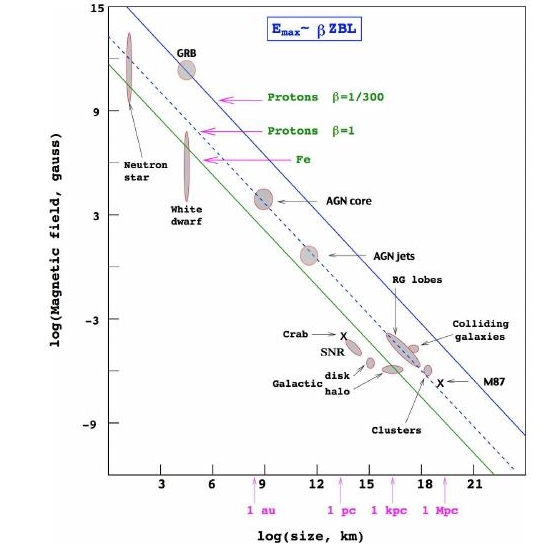 15
E_max~ β ZBL
GRB
Protons β=1/300
9
Protons β=1
Neutron
star
Fe
White
dwarf
AGN core
3
AGN jets
RG lobes
log(Magnetic field, gauss)
-3
Crab
X
SNR
Colliding
galaxies
disk
Galactic
halo
X
M87
-9
Clusters
3 6 9 12 15 18 21
1 au 1 pc 1 kpc 1 Mpc
log(size, km)